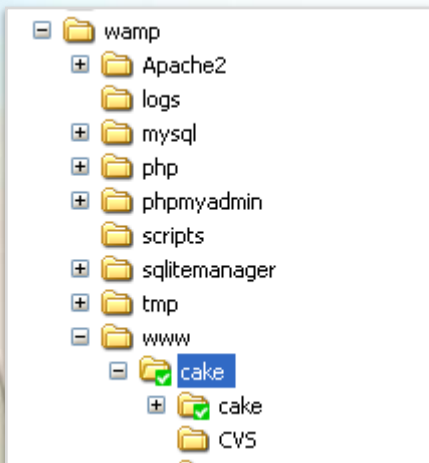 wamp
Apache2
logs
mysql
php
phpmyadmin
scripts
sqlitemanager
tmp
www
cake
cake
CVS